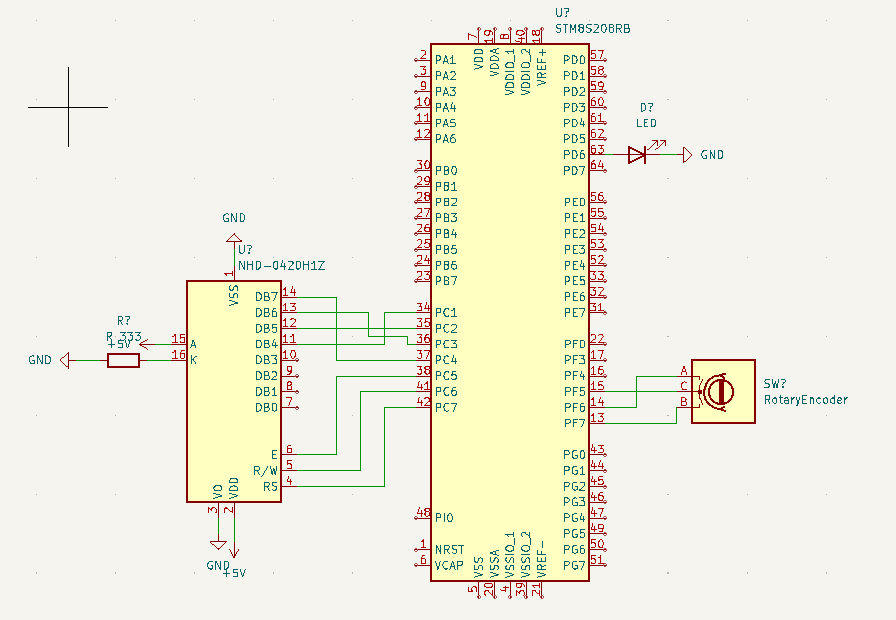 U?
STM8S208RB
7
19
8
40
18
VDD
VDDA
VDDIO_1
VDDIO_2
VREF+
2 PA1
3 PA2
9 PA3
10 PA4
11 PA5
12 PA6
30 PB0
29 PB1
28 PB2
27 PB3
26 PB4
25 PB5
24 PB6
23 PB7
34 PC1
35 PC2
36 PC3
37 PC4
38 PC5
41 PC6
42 PC7
48 PI0
1 NRST
6 VCAP
PD0 57
PD1 58
PD2 59
PD3 60
PD4 61
PD5 62
PD6 63
PD7 64
PE0 56
PE1 55
PE2 54
PE3 53
PE4 52
PE5 33
PE6 32
PE7 31
PF0 22
PF3 17
PF4 16
PF5 15
PF6 14
PF7 13
PG0 43
PG1 44
PG2 45
PG3 46
PG4 47
PG5 49
PG6 50
PG7 51
VSS
VSSA
VSSIO_1
VSSIO_2
VREF-
5
20
4
39
21
D?
LED
GND
GND
U?
NHD-0420H1Z
1
VSS
DB7 14
DB6 13
DB5 12
DB4 11
DB3 10
DB2 9
DB1 8
DB0 7
E 6
R/W 5
RS 4
15 A
16 K
VO
VDD
3
2
GND
+5V
R?
R_333
+5V
GND
A
C
B
SW?
RotaryEncoder